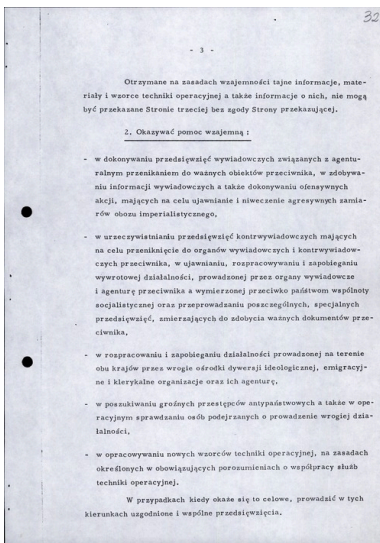 32
- 3 -
Otrzymane na zasadach wzajemności tajne informacje, mate-
riały i wzorce techniki operacyjnej a także informacje o nich, nie mogą
być przekazane Stronie trzeciej bez zgody Strony przekazującej.
2. Okazywać pomoc wzajemną :
- w dokonywaniu przedsięwzięć wywiadowczych związanych z agentu-
ralnym przenikaniem do ważnych obiektów przeciwnika, w zdobywa-
niu informacji wywiadowczych a także dokonywaniu ofensywnych
akcji, mających na celu ujawnianie i niweczenie agresywnych zamia-
rów obozu imperialistycznego,
- w urzeczywistnianiu przedsięwzięć kontrwywiadowczych mających
na celu przeniknięcie do organów wywiadowczych i kontrwywiadow-
czych przeciwnika, w ujawnianiu, rozpracowywaniu i zapobieganiu
wywrotowej działalności, prowadzonej przez organy wywiadowcze
i agenturę przeciwnika a wymierzonej przeciwko państwom wspólnoty
socjalistycznej oraz przeprowadzaniu poszczególnych, specjalnych
przedsięwzięć, zmierzających do zdobycia ważnych dokumentów prze-
ciwnika,
- w rozpracowaniu i zapobieganiu działalności prowadzonej na terenie
obu krajów przez wrogie ośrodki dywersji ideologicznej, emigracyj-
ne i klerykalne organizacje oraz ich agenturę,
- w poszukiwaniu groźnych przestępców antypaństwowych a także w ope-
racyjnym sprawdzaniu osób podejrzanych o prowadzenie wrogiej dzia-
łalności,
- w opracowywaniu nowych wzorców techniki operacyjnej, na zasadach
określonych w obowiązujących porozumieniach o współpracy służb
techniki operacyjnej.
W przypadkach kiedy okaże się to celowe, prowadzić w tych
kierunkach uzgodnione i wspólne przedsięwzięcia.